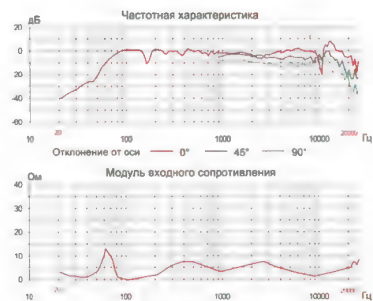 Частотная характеристика
дБ
20
0
-20
-40
-60
10 20 100 1000 10000 20000 Гц
Отклонение от оси 0° 45° 90°
Модуль входного сопротивления
Ом
40
30
20
10
0
10 100 1000 10000 Гц